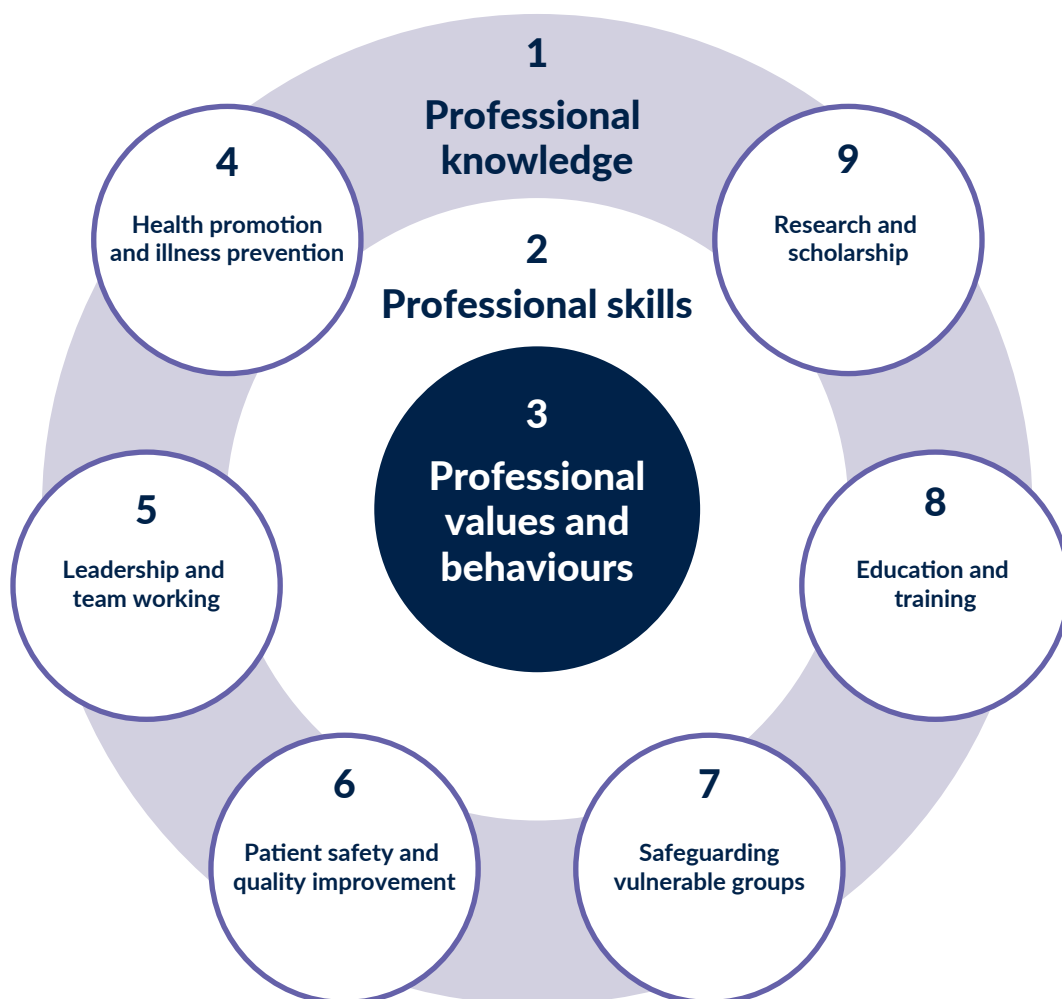 1
Professional
knowledge
2
Professional skills
3
Professional
values and
behaviours
4
Health promotion
and illness prevention
5
Leadership and
team working
6
Patient safety and
quality improvement
7
Safeguarding
vulnerable groups
8
Education and
training
9
Research and
scholarship